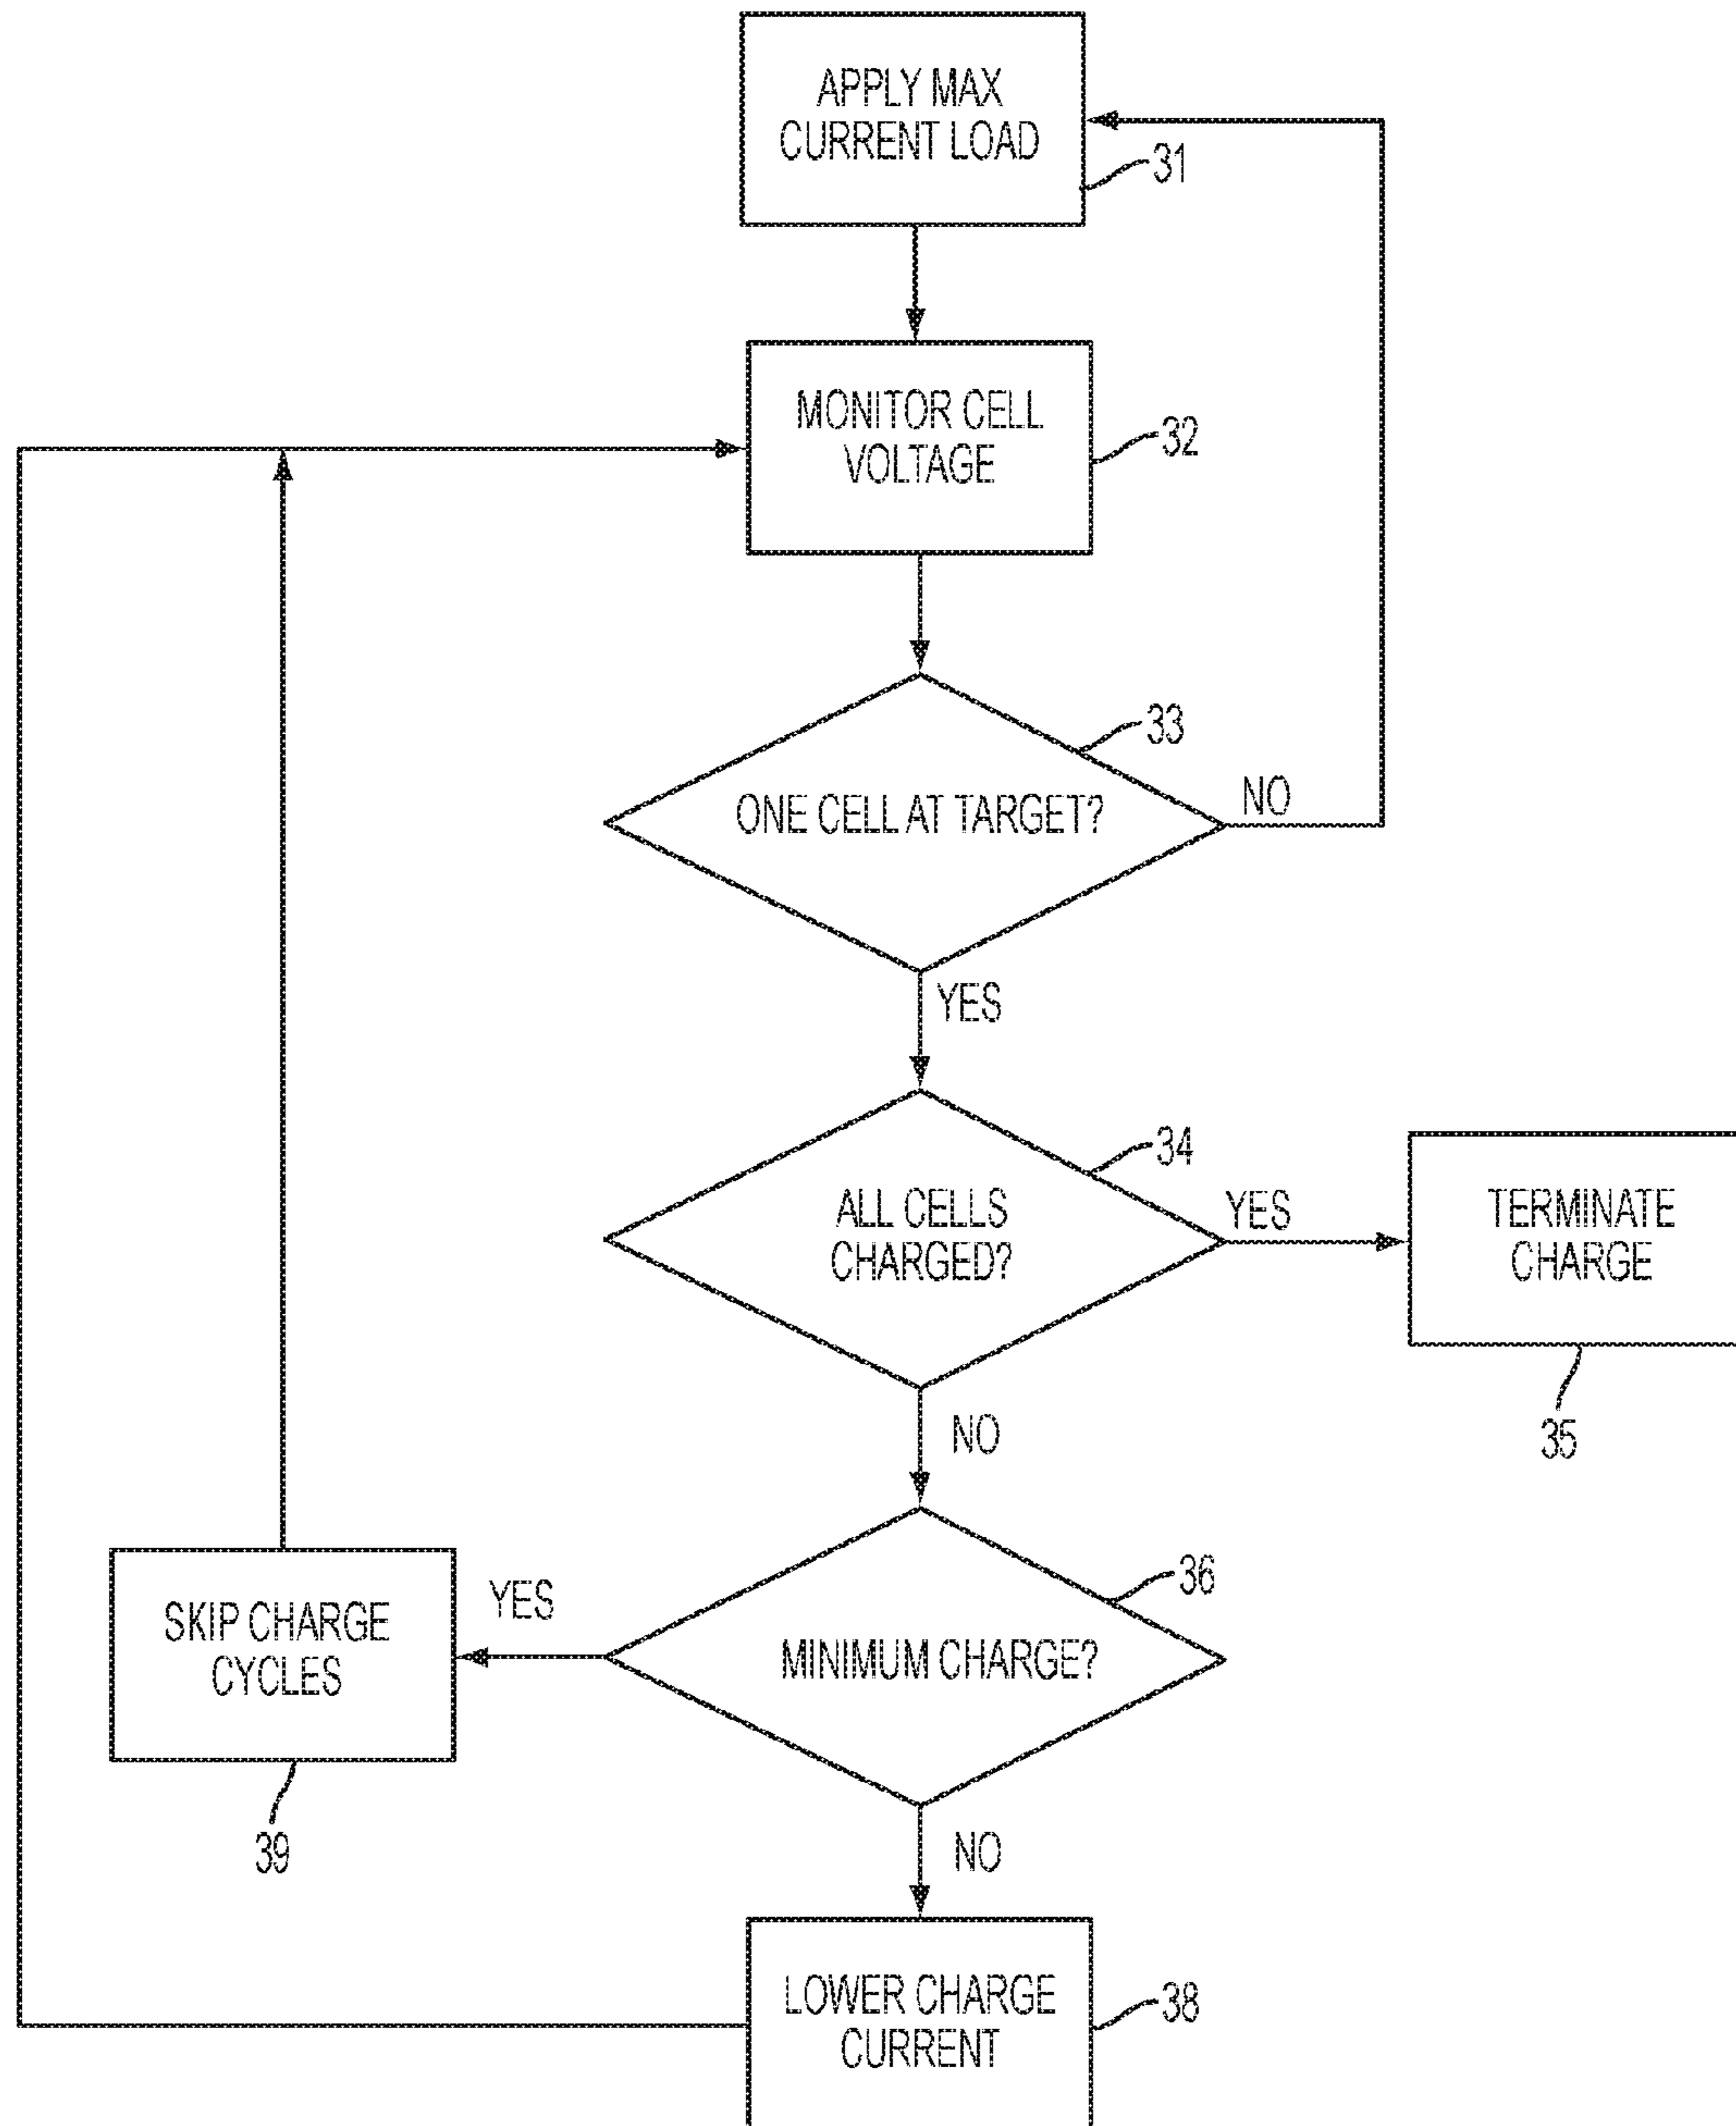 APPLY MAX
CURRENT LOAD
31
MONITOR CELL
VOLTAGE
32
33
ONE CELL AT TARGET?
NO
YES
34
ALL CELLS
CHARGED?
YES
TERMINATE
CHARGE
35
NO
36
SKIP CHARGE
CYCLES
YES
MINIMUM CHARGE?
39
NO
LOWER CHARGE
CURRENT
38